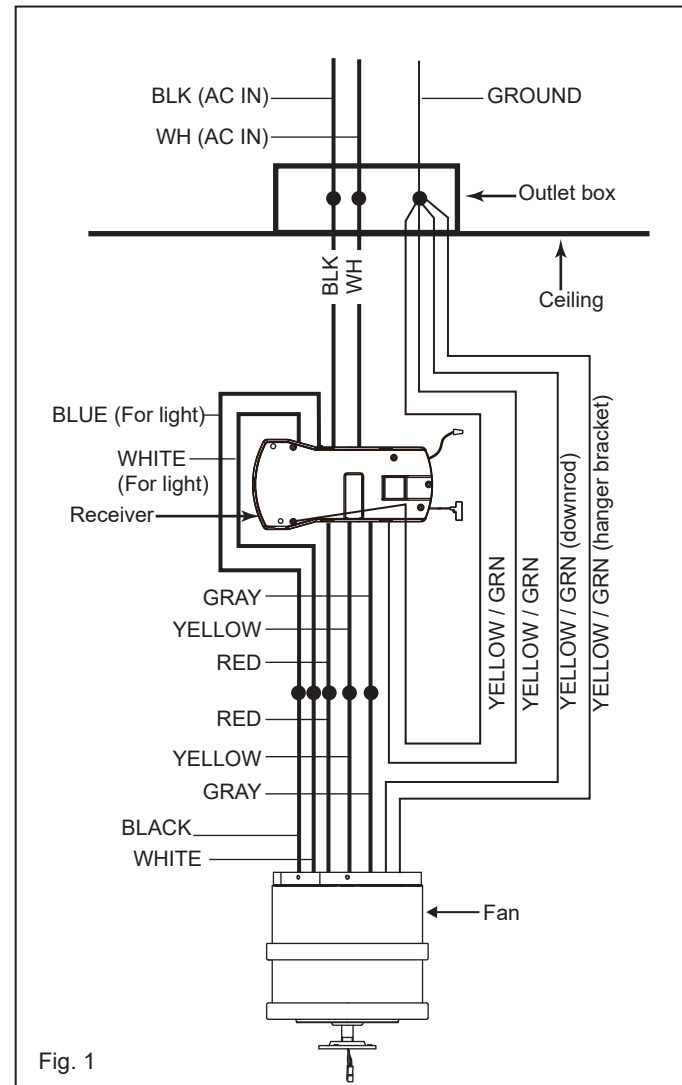 BLK (AC IN)
GROUND
WH (AC IN)
Outlet box
BLK
WH
Ceiling
BLUE (For light)
WHITE
(For light)
Receiver
GRAY
YELLOW
RED
RED
YELLOW
GRAY
BLACK
WHITE
YELLOW / GRN
YELLOW / GRN
YELLOW / GRN (downrod)
YELLOW / GRN (hanger bracket)
Fan
Fig. 1